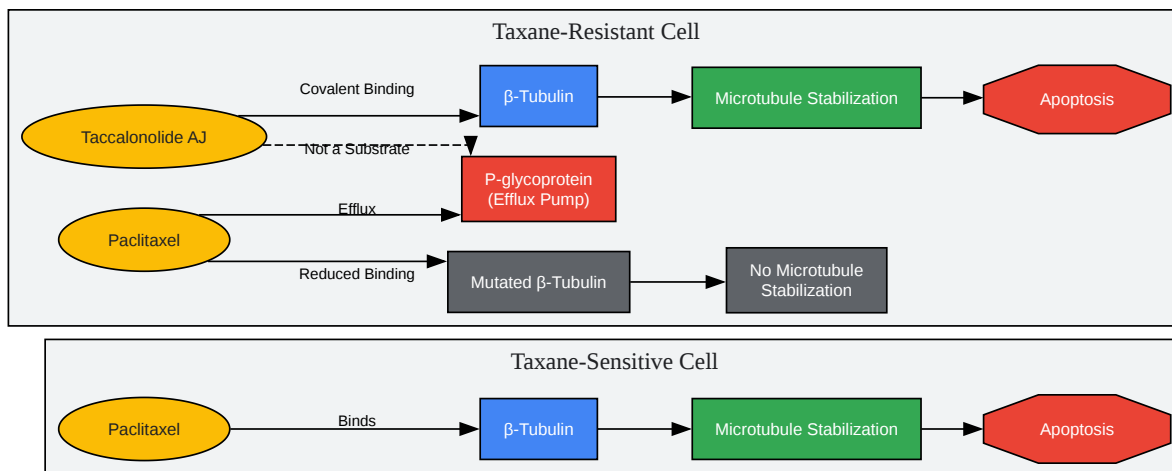 Taxane-Resistant Cell
Covalent Binding
β-Tubulin
Microtubule Stabilization
Apoptosis
Taccalonolide AJ
Not a Substrate
P-glycoprotein
(Efflux Pump)
Efflux
Paclitaxel
Reduced Binding
Mutated β-Tubulin
No Microtubule
Stabilization
Taxane-Sensitive Cell
Paclitaxel
Binds
β-Tubulin
Microtubule Stabilization
Apoptosis